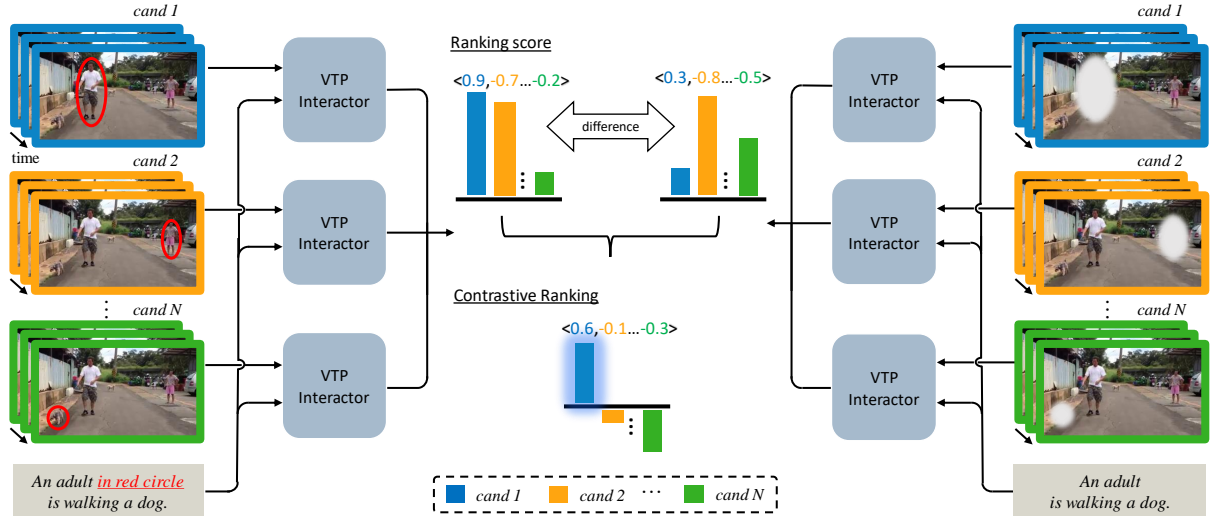 cand 1
time
cand 2
⋮
cand N
An adult in red circle
is walking a dog.
VTP
Interactor
VTP
Interactor
VTP
Interactor
Ranking score
<0.9,-0.7...-0.2>
<0.3,-0.8...-0.5>
difference
Contrastive Ranking
<0.6,-0.1...-0.3>
cand 1
cand 2
...
cand N
VTP
Interactor
VTP
Interactor
VTP
Interactor
cand 1
cand 2
⋮
cand N
An adult
is walking a dog.